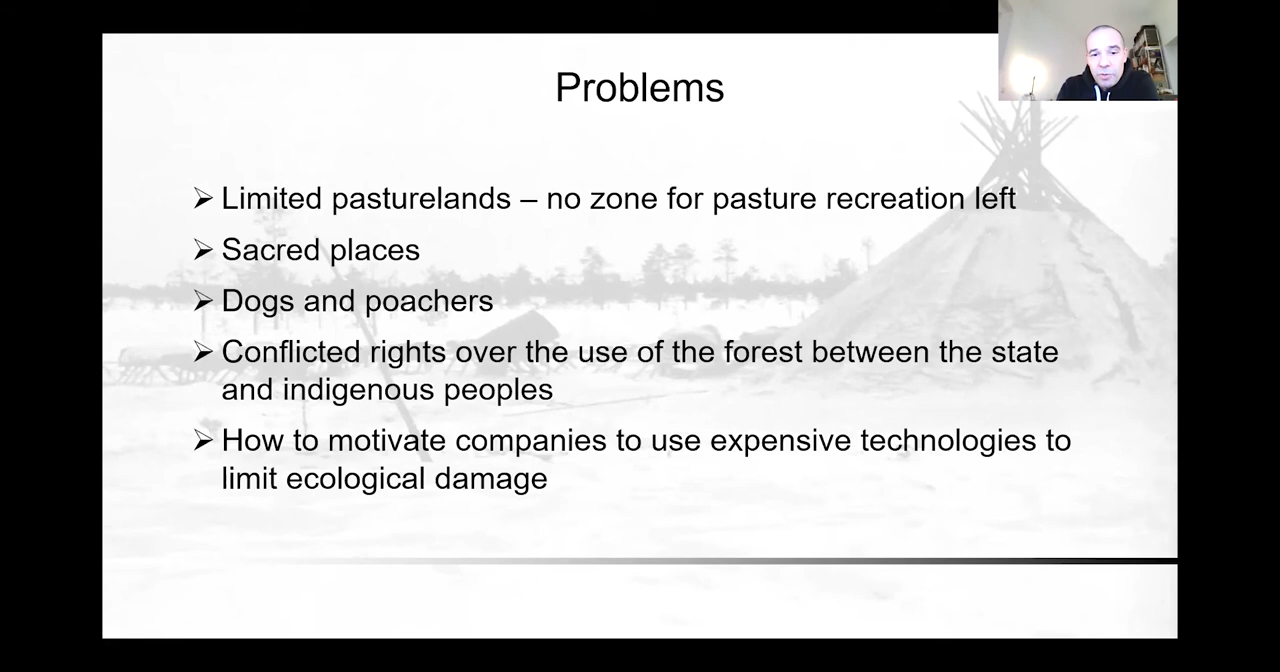 Problems
➢ Limited pasturelands – no zone for pasture recreation left
➢ Sacred places
➢ Dogs and poachers
➢ Conflicted rights over the use of the forest between the state
and indigenous peoples
➢ How to motivate companies to use expensive technologies to
limit ecological damage